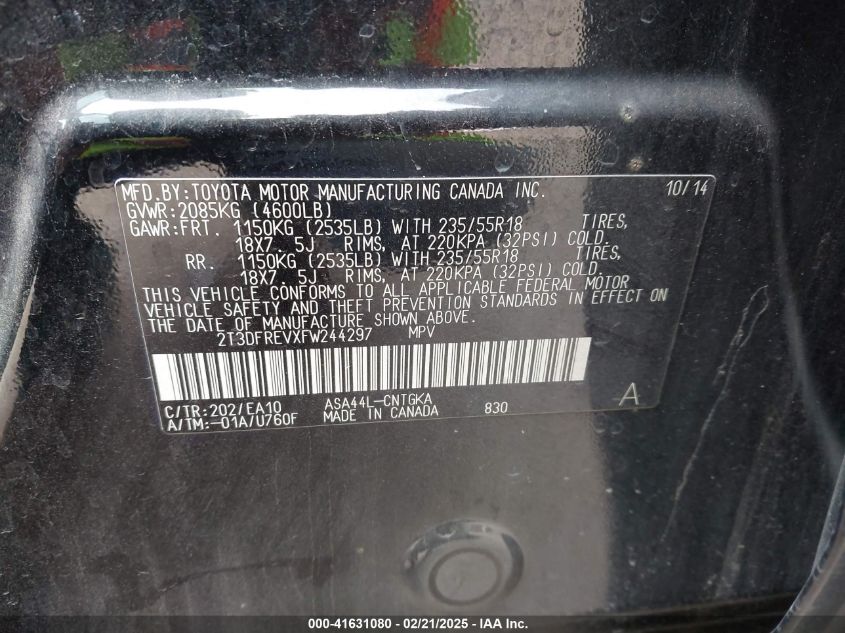 MFD.BY:TOYOTA MOTOR MANUFACTURING CANADA INC. 10/14
GVWR:2085KG (4600LB)
GAWR:FRT. 1150KG (2535LB) WITH 235/55R18 TIRES,
18X7. 5J RIMS, AT 220KPA (32PSI) COLD.
RR. 1150KG (2535LB) WITH 235/55R18 TIRES,
18X7. 5J RIMS, AT 220KPA (32PSI) COLD.
THIS VEHICLE CONFORMS TO ALL APPLICABLE FEDERAL MOTOR
VEHICLE SAFETY AND THEFT PREVENTION STANDARDS IN EFFECT ON
THE DATE OF MANUFACTURE SHOWN ABOVE.
2T3DFREVXFW244297 MPV
C/TR:202/EA10 ASA44L-CNTGKA
A/TM:-01A/U760F MADE IN CANADA 830 A
000-41631080 - 02/21/2025 - IAA Inc.